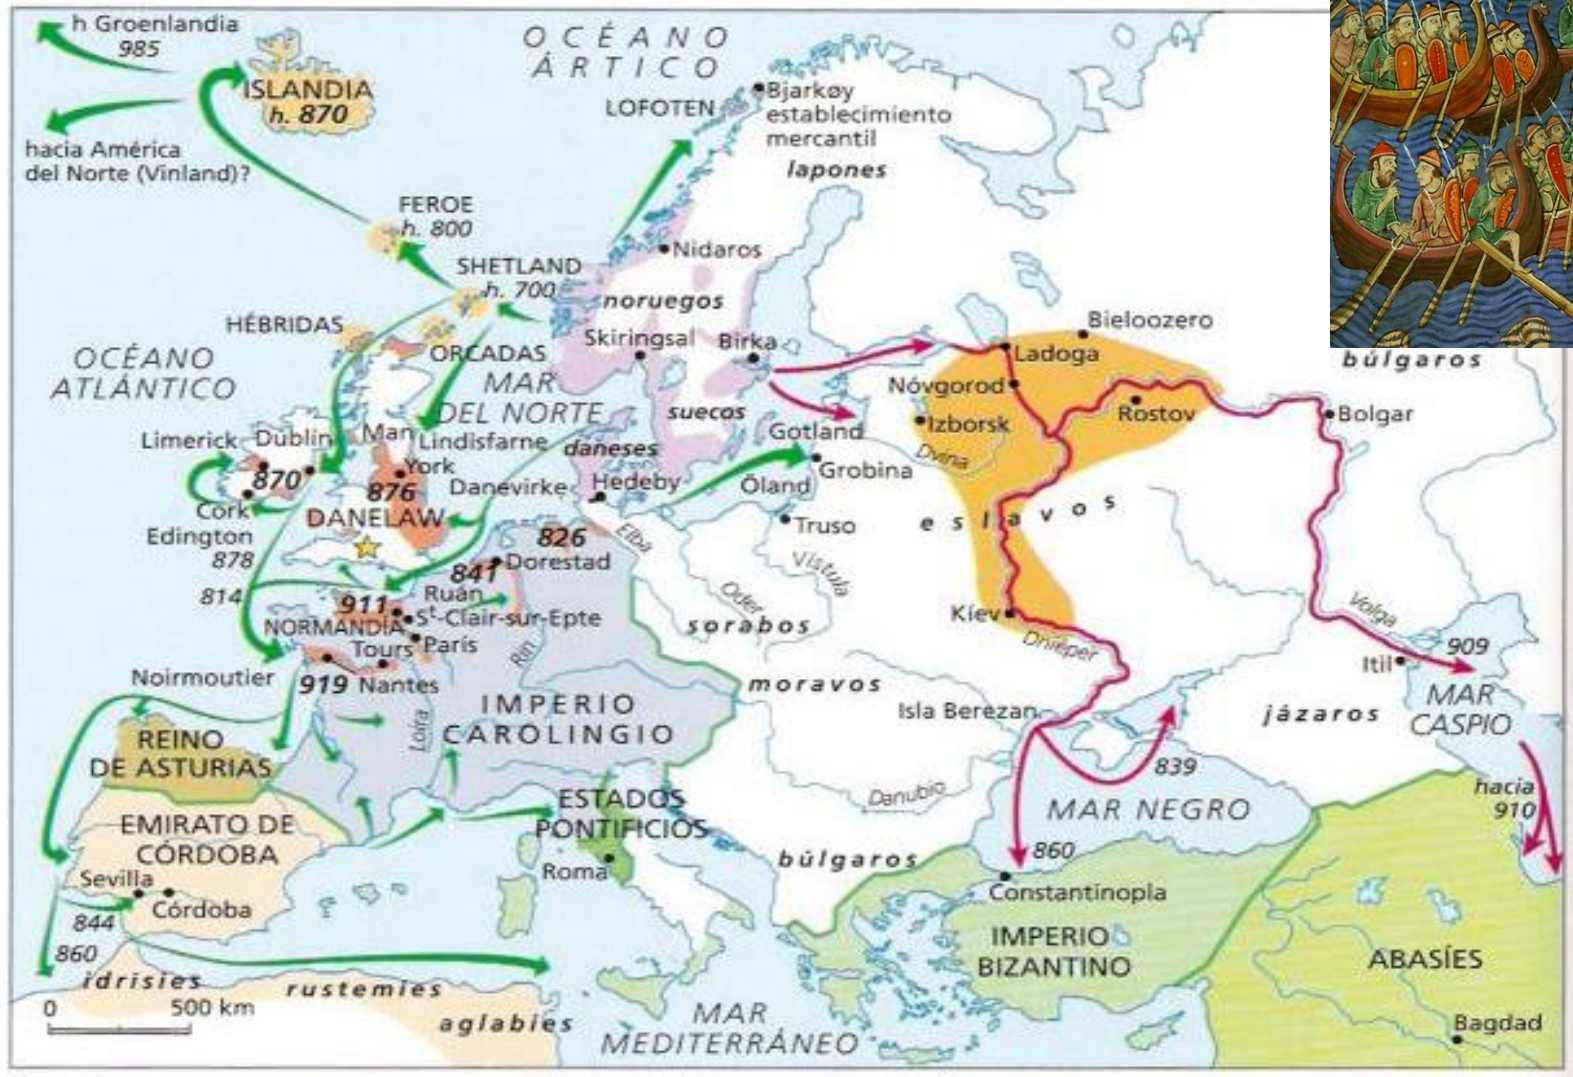 h Groenlandia
985
ISLANDIA
h. 870
hacia América
del Norte (Vinland)?
OCÉANO
ÁRTICO
LOFOTEN
Bjarkøy
establecimiento
mercantil
lapones
FEROE
h. 800
SHETLAND
h. 700
Nidaros
noruegos
HÉBRIDAS
ORCADAS
Skiringsal
Birka
OCÉANO
ATLÁNTICO
MAR
DEL NORTE
suecos
daneses
Bieloozero
Ladoga
Nóvgorod
Izborsk
Rostov
búlgaros
Bolgar
Gotland
Dvina
Grobina
Öland
Truso
Limerick
Dublin
Man
Lindisfarne
York
870
876
Danevirke
Hedeby
Cork
DANELAW
Edington
878
814
826
Elba
841
Dorestad
Ruán
911
St-Clair-sur-Epte
NORMANDÍA
París
Tours
Rin
Noirmoutier
919
Nantes
Vístula
Oder
sorabos
eslavos
Kíev
Dniéper
Volga
909
Itil
MAR
CASPIO
moravos
Isla Berezan
jázaros
IMPERIO
CAROLINGIO
Loira
REINO
DE ASTURIAS
Danubio
839
MAR NEGRO
hacia
910
ESTADOS
PONTIFICIOS
EMIRATO DE
CÓRDOBA
Roma
búlgaros
860
Constantinopla
Sevilla
Córdoba
844
860
IMPERIO
BIZANTINO
ABASÍES
idrisies
rustemies
aglabies
0 500 km
MAR
MEDITERRÁNEO
Bagdad